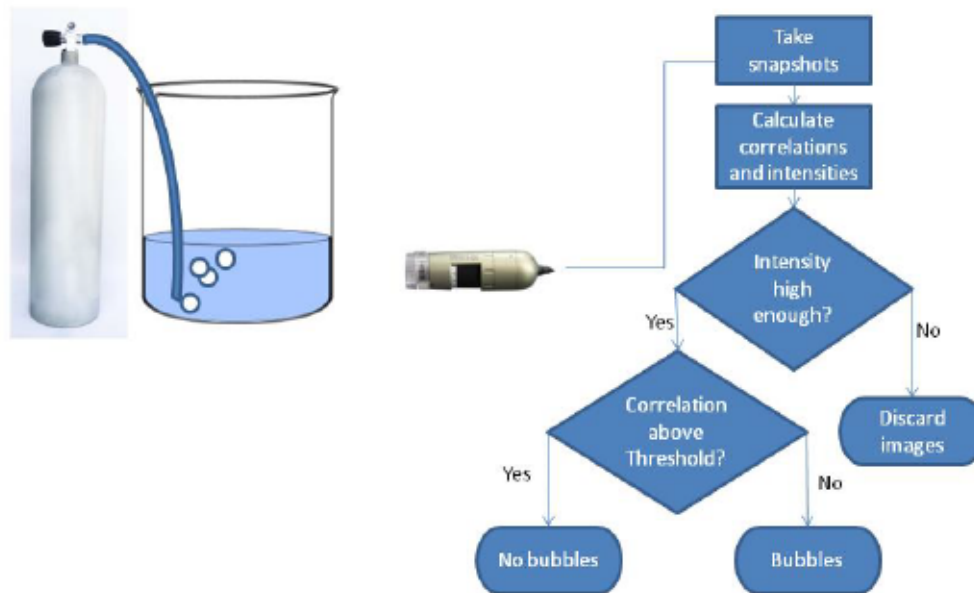 Take
snapshots
Calculate
correlations
and intensities
Intensity
high
enough?
Yes
No
Correlation
above
Threshold?
Discard
images
Yes
No
No bubbles
Bubbles